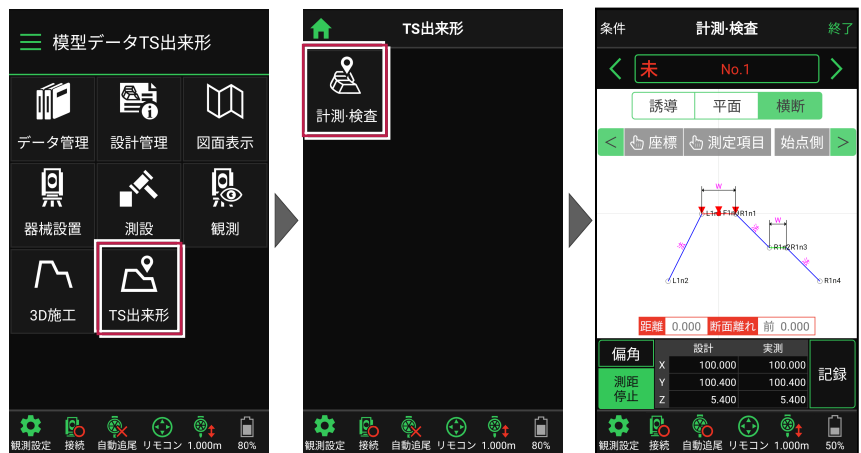 模型データTS出来形
データ管理
設計管理
図面表示
器械設置
測設
観測
3D施工
TS出来形
観測設定
接続
自動追尾
リモコン
1.000m
80%
TS出来形
計測・検査
観測設定
接続
自動追尾
リモコン
1.000m
80%
条件
計測・検査
終了
未
No.1
誘導
平面
横断
<
座標
測定項目
始点側
>
W
L1n1
F1n0
R1n1
W
R1n2
R1n3
L1n2
R1n4
距離
0.000
断面離れ
前 0.000
偏角
設計
実測
X 100.000 100.000
Y 100.400 100.400
Z 5.400 5.400
測距
停止
記録
観測設定
接続
自動追尾
リモコン
1.000m
50%